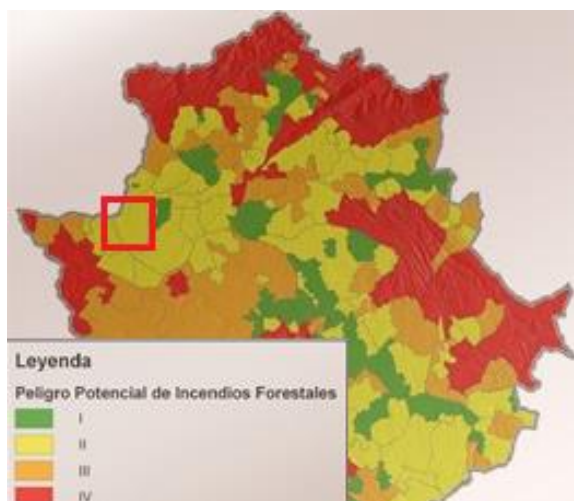 Leyenda
Peligro Potencial de Incendios Forestales
I
II
III
IV